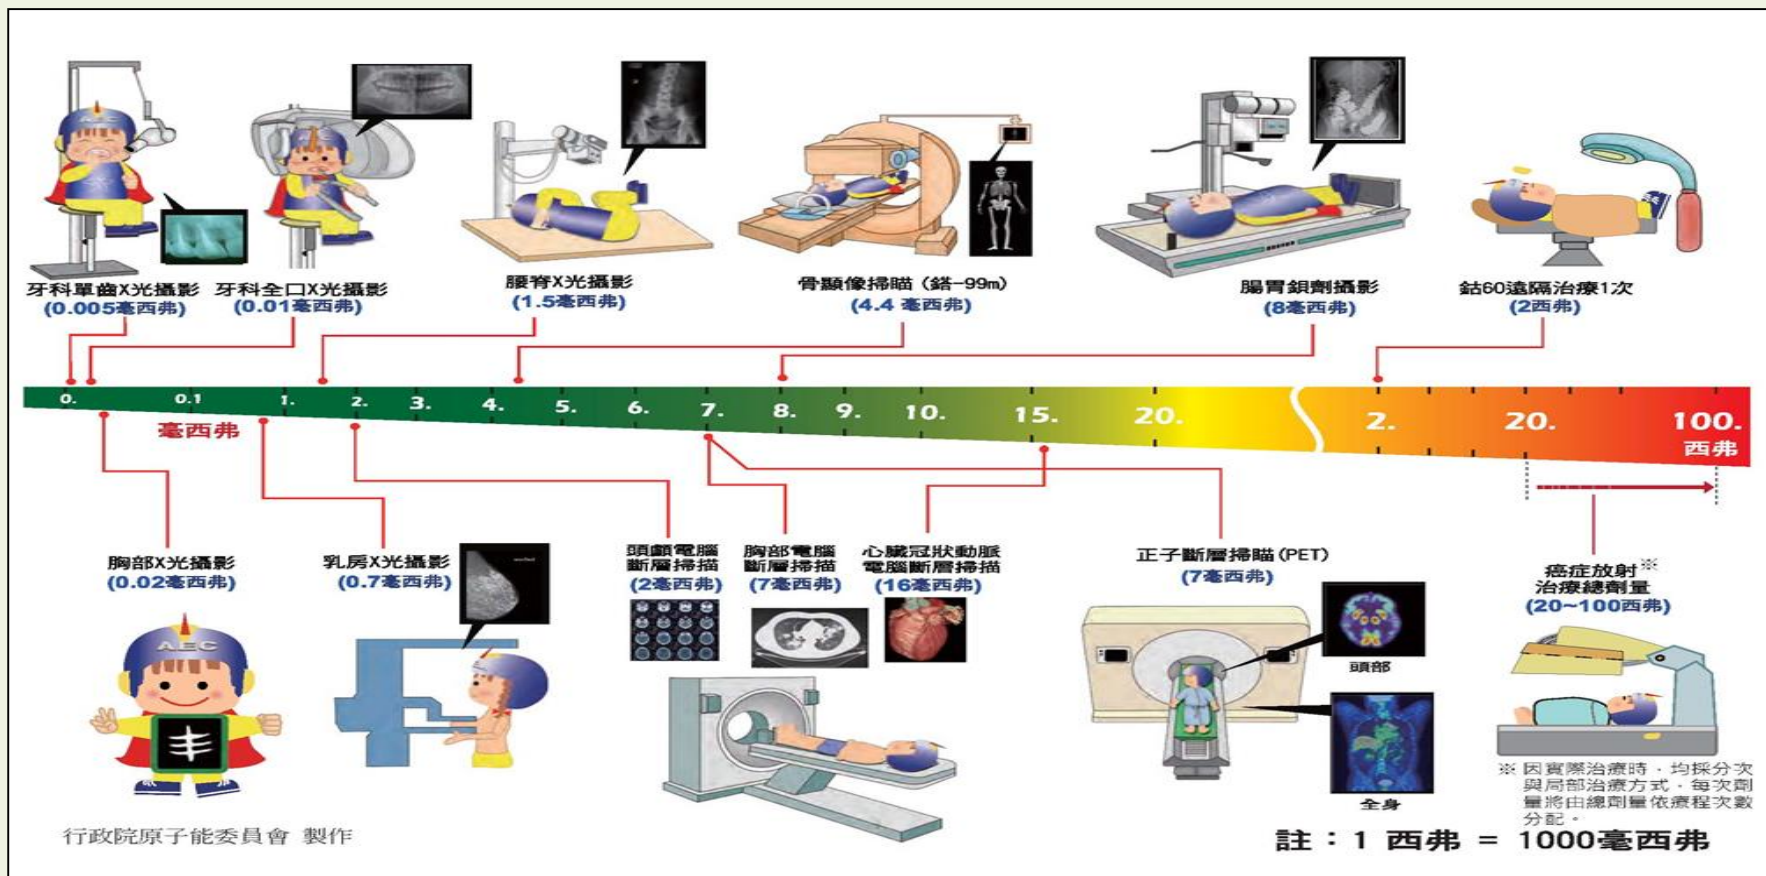 牙科單齒X光攝影
(0.005毫西弗)
牙科全口X光攝影
(0.01毫西弗)
腰脊X光攝影
(1.5毫西弗)
骨顯像掃瞄 (鎝-99m)
(4.4 毫西弗)
腸胃鋇劑攝影
(8毫西弗)
鈷60遠隔治療1次
(2西弗)
0. 0.1 1. 2. 3. 4. 5. 6. 7. 8. 9. 10. 15. 20. 2. 20. 100.
毫西弗
西弗
胸部X光攝影
(0.02毫西弗)
乳房X光攝影
(0.7毫西弗)
頭顱電腦
斷層掃描
(2毫西弗)
胸部電腦
斷層掃描
(7毫西弗)
心臟冠狀動脈
電腦斷層掃描
(16毫西弗)
正子斷層掃瞄(PET)
(7毫西弗)
癌症放射※
治療總劑量
(20~100西弗)
AEC
頭部
全身
※ 因實際治療時，均採分次
與局部治療方式，每次劑
量將由總劑量依療程次數
分配。
行政院原子能委員會 製作
註：1 西弗 = 1000毫西弗